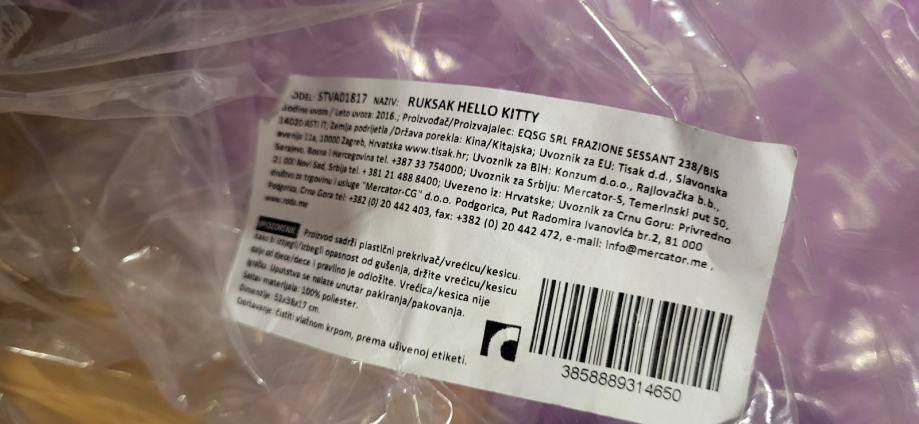 MODEL: STVA01817 NAZIV: RUKSAK HELLO KITTY
Godina uvoza / Leto uvoza: 2016.; Proizvođač/Proizvajalec: EQSG SRL FRAZIONE SESSANT 238/BIS
14020 ASTI IT; Zemlja podrijetla /Država porekla: Kina/Kitajska; Uvoznik za EU: Tisak d.d., Slavonska
avenija 11a, 10000 Zagreb, Hrvatska www.tisak.hr; Uvoznik za BIH: Konzum d.o.o., Rajlovačka b.b.,
Sarajevo, Bosna i Hercegovina tel. +387 33 754000; Uvoznik za Srbiju: Mercator-S, Temerinski put 50,
21 000 Novi Sad, Srbija tel. +381 21 488 8400; Uvezeno iz: Hrvatske; Uvoznik za Crnu Goru: Privredno
društvo za trgovinu i usluge "Mercator-CG" d.o.o. Podgorica, Put Radomira Ivanovića br.2, 81 000
Podgorica, Crna Gora tel: +382 (0) 20 442 403, fax: +382 (0) 20 442 472, e-mail: info@mercator.me ,
www.roda.me
UPOZORENJE: Proizvod sadrži plastični prekrivač/vrećicu/kesicu.
Kako bi izbjegli/izbegli opasnost od gušenja, držite vrećicu/kesicu
dalje od djece/dece i pravilno je odložite. Vrećica/kesica nije
igračka. Uputstva se nalaze unutar pakiranja/pakovanja.
Sastav materijala: 100% poliester.
Dimenzije: 51x38x17 cm.
Održavanje: čistiti vlažnom krpom, prema ušivenoj etiketi.
3858889314650